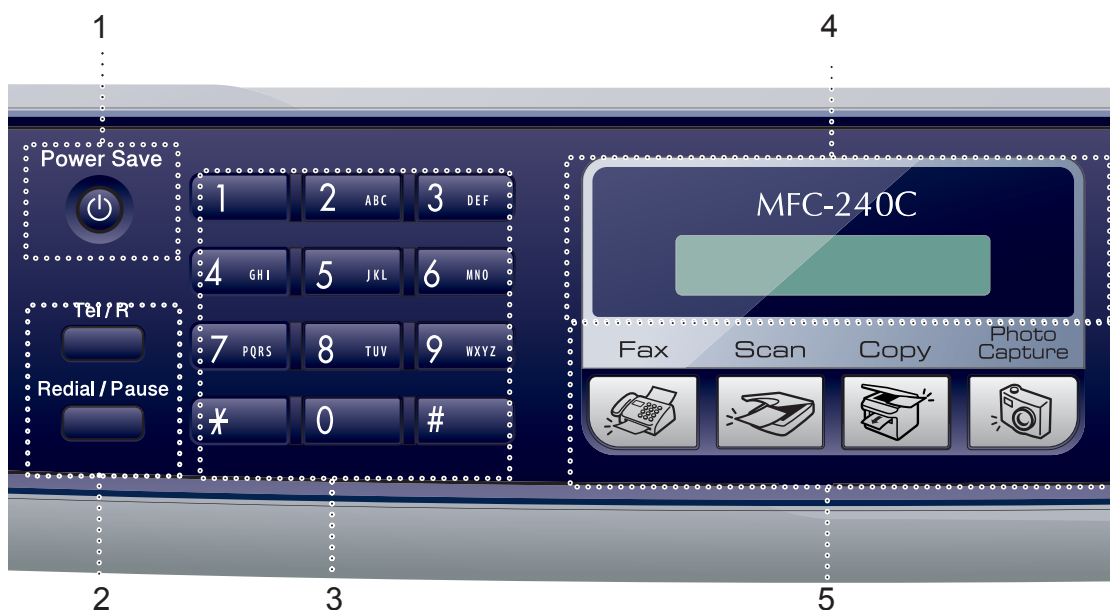 1
4
Power Save
1
2 ABC
3 DEF
MFC-240C
4 GHI
5 JKL
6 MNO
Tel / R
7 PQRS
8 TUV
9 WXYZ
Fax
Scan
Copy
Photo
Capture
Redial / Pause
*
0
#
2
3
5